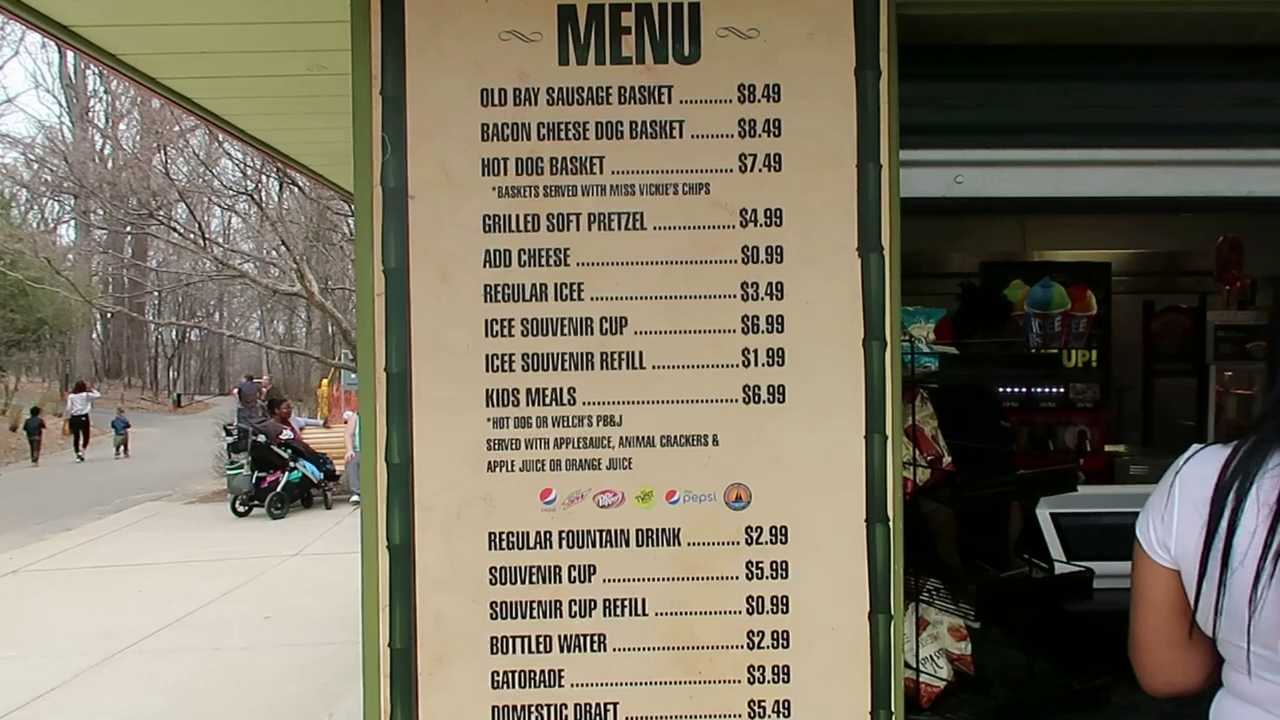 MENU
OLD BAY SAUSAGE BASKET ........... $8.49
BACON CHEESE DOG BASKET ......... $8.49
HOT DOG BASKET ............................... $7.49
*BASKETS SERVED WITH MISS VICKIE'S CHIPS
GRILLED SOFT PRETZEL ..................... $4.99
ADD CHEESE ........................................ $0.99
REGULAR ICEE ..................................... $3.49
ICEE SOUVENIR CUP .......................... $6.99
ICEE SOUVENIR REFILL ...................... $1.99
KIDS MEALS ........................................ $6.99
*HOT DOG OR WELCH'S PB&J
SERVED WITH APPLESAUCE, ANIMAL CRACKERS &
APPLE JUICE OR ORANGE JUICE
Dr Pepper pepsi
REGULAR FOUNTAIN DRINK ........... $2.99
SOUVENIR CUP ................................... $5.99
SOUVENIR CUP REFILL ...................... $0.99
BOTTLED WATER ................................. $2.99
GATORADE ........................................... $3.99
DOMESTIC DRAFT .............................. $5.49
ICEE
UP!